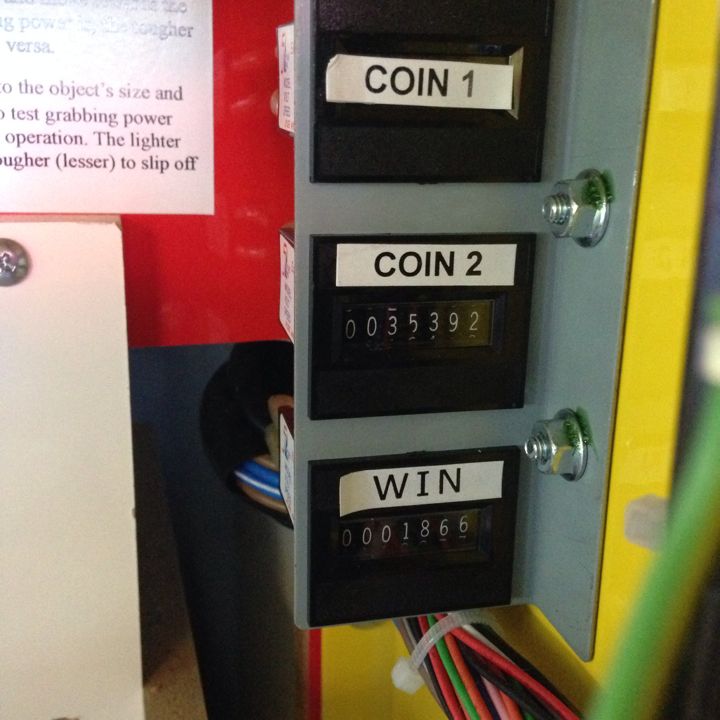 power is, the tougher
versa.
to the object's size and
test grabbing power
operation. The lighter
tougher (lesser) to slip off
COIN 1
COIN 2
0035392
WIN
0001866